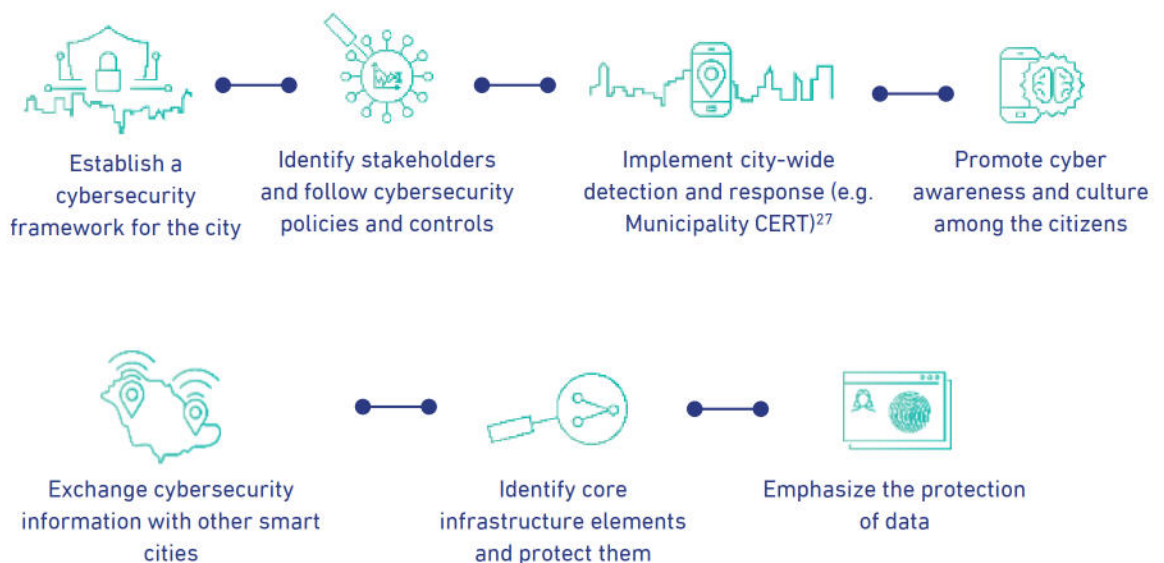 Establish a
cybersecurity
framework for the city
Identify stakeholders
and follow cybersecurity
policies and controls
Implement city-wide
detection and response (e.g.
Municipality CERT)²⁷
Promote cyber
awareness and culture
among the citizens
Exchange cybersecurity
information with other smart
cities
Identify core
infrastructure elements
and protect them
Emphasize the protection
of data